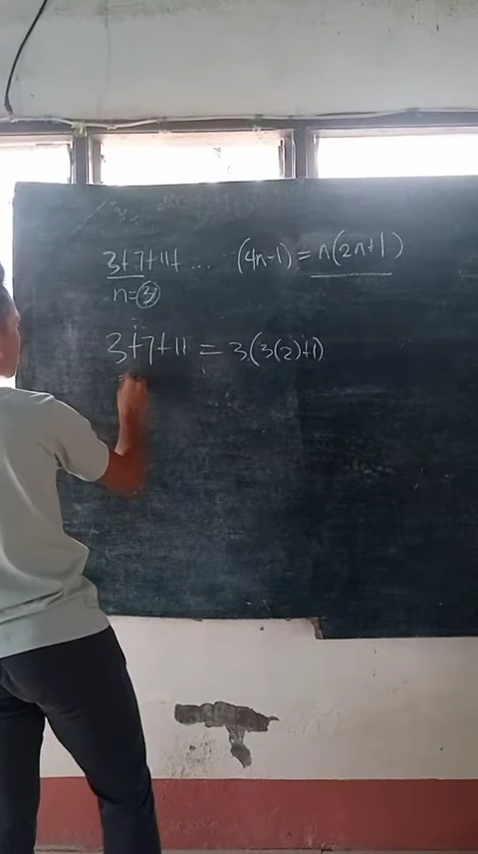 3+7+11+ ... (4n-1) = n(2n+1)
n=3
3+7+11 = 3(3(2)+1)